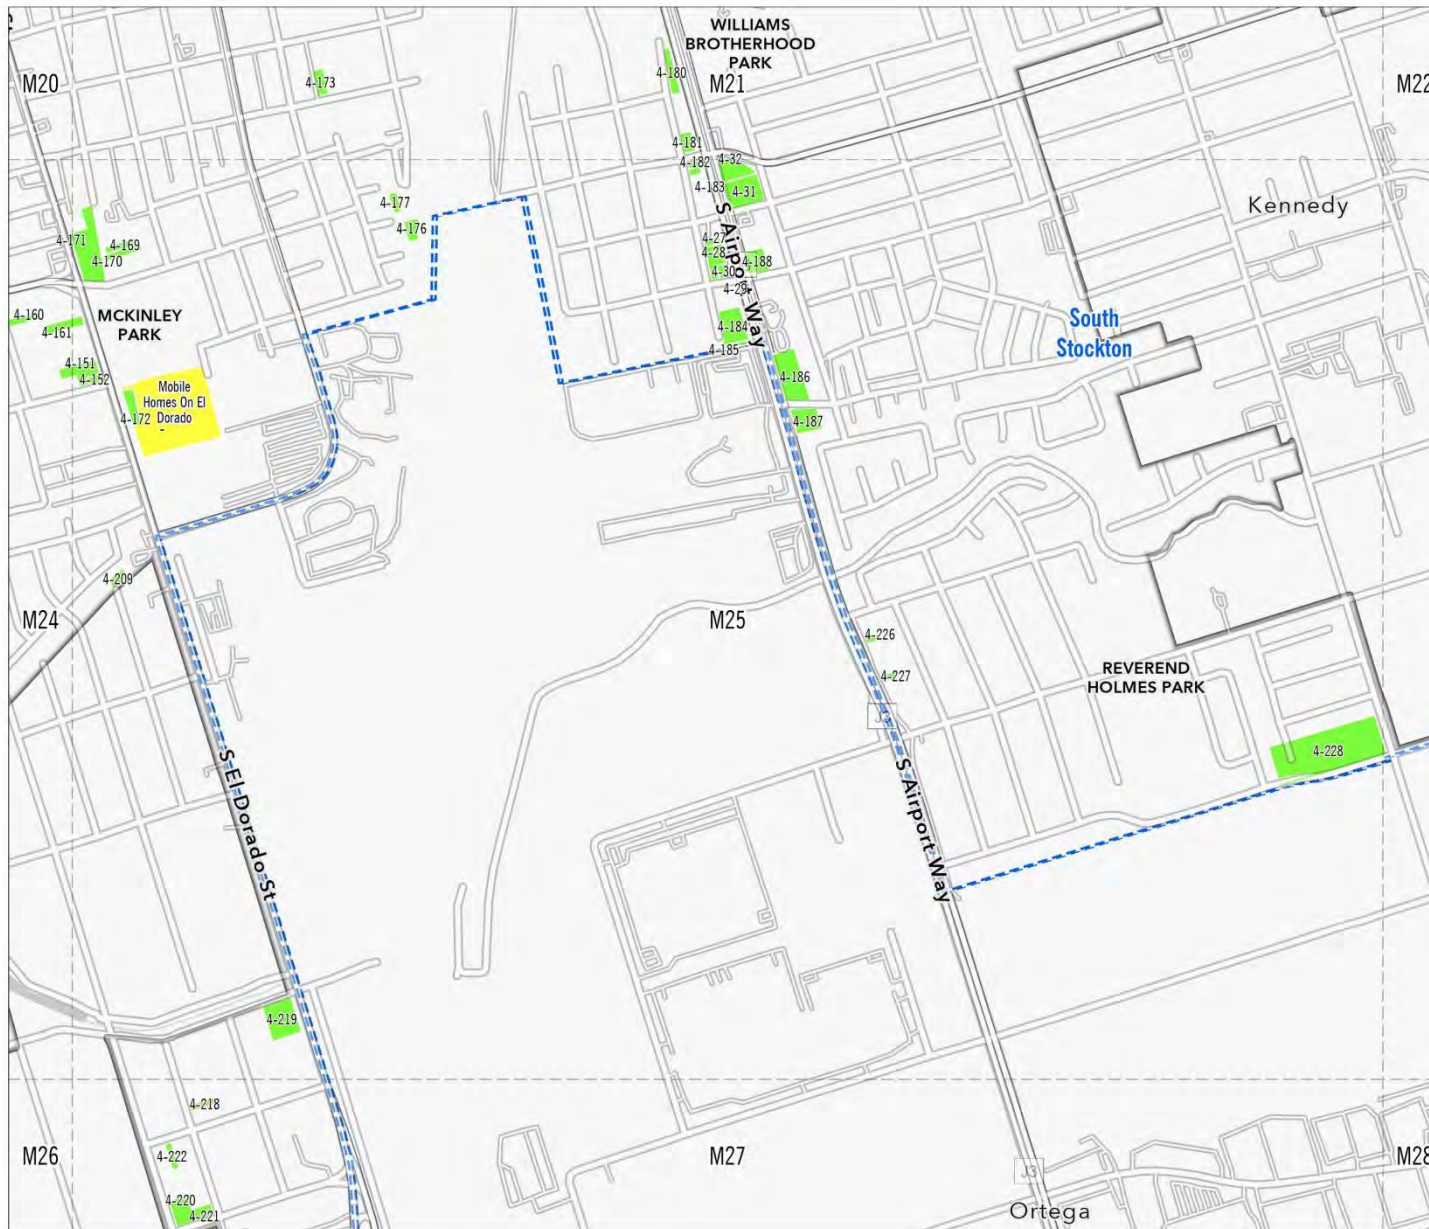 WILLIAMS
BROTHERHOOD
PARK
M20
4-173
4-180
M21
M22
4-181
4-182
4-32
4-183
4-31
4-177
4-176
S Airport Way
Kennedy
4-171
4-169
4-170
4-27
4-28
4-188
4-30
4-29
4-160
4-161
MCKINLEY
PARK
4-184
4-185
South
Stockton
4-151
4-152
Mobile
Homes On El
Dorado
4-172
4-186
4-187
4-209
M24
M25
4-226
4-227
REVEREND
HOLMES PARK
J3
4-228
S El Dorado St
S Airport Way
4-219
4-218
M26
4-222
M27
M28
J3
4-220
4-221
Ortega